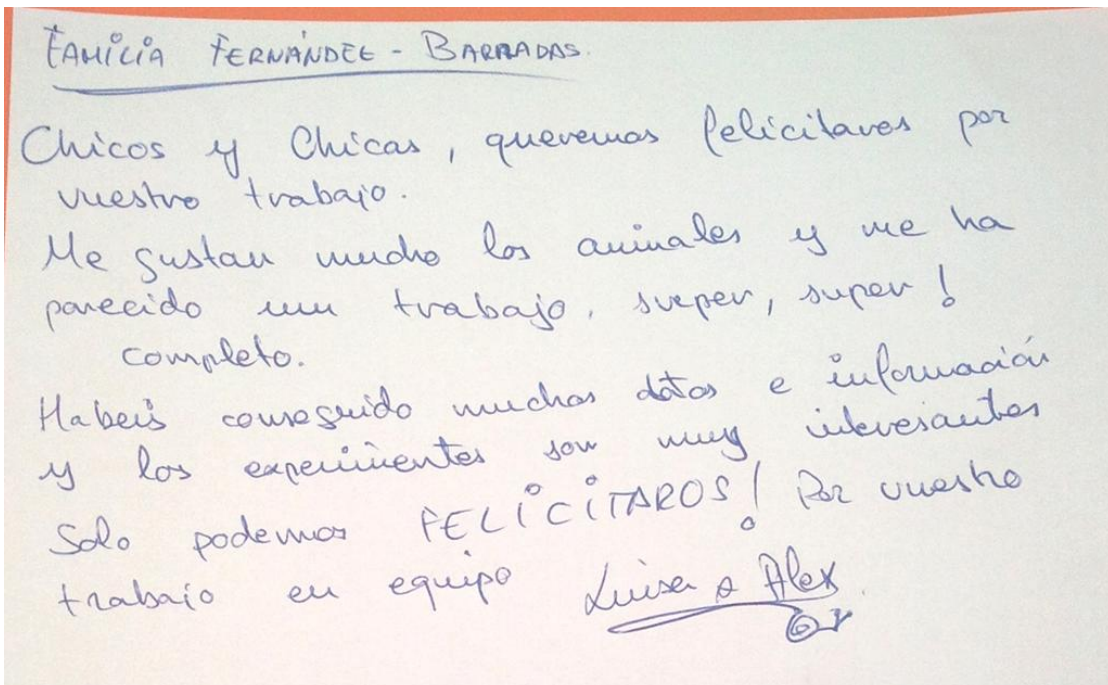 FAMILIA FERNÁNDEZ - BARRADAS.
Chicos y Chicas, queremos felicitaros por
vuestro trabajo.
Me gustan mucho los animales y me ha
parecido un trabajo, super, super!
completo.
Habeis conseguido muchos datos e información
y los experimentos son muy interesantes
Solo podemos FELICITAROS! Por vuestro
trabajo en equipo Luisa a Alex